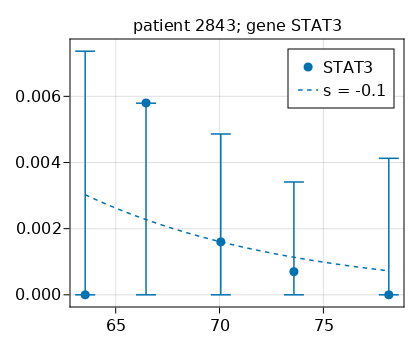 patient 2843; gene STAT3
STAT3
s = -0.1
0.006
0.004
0.002
0.000
65 70 75